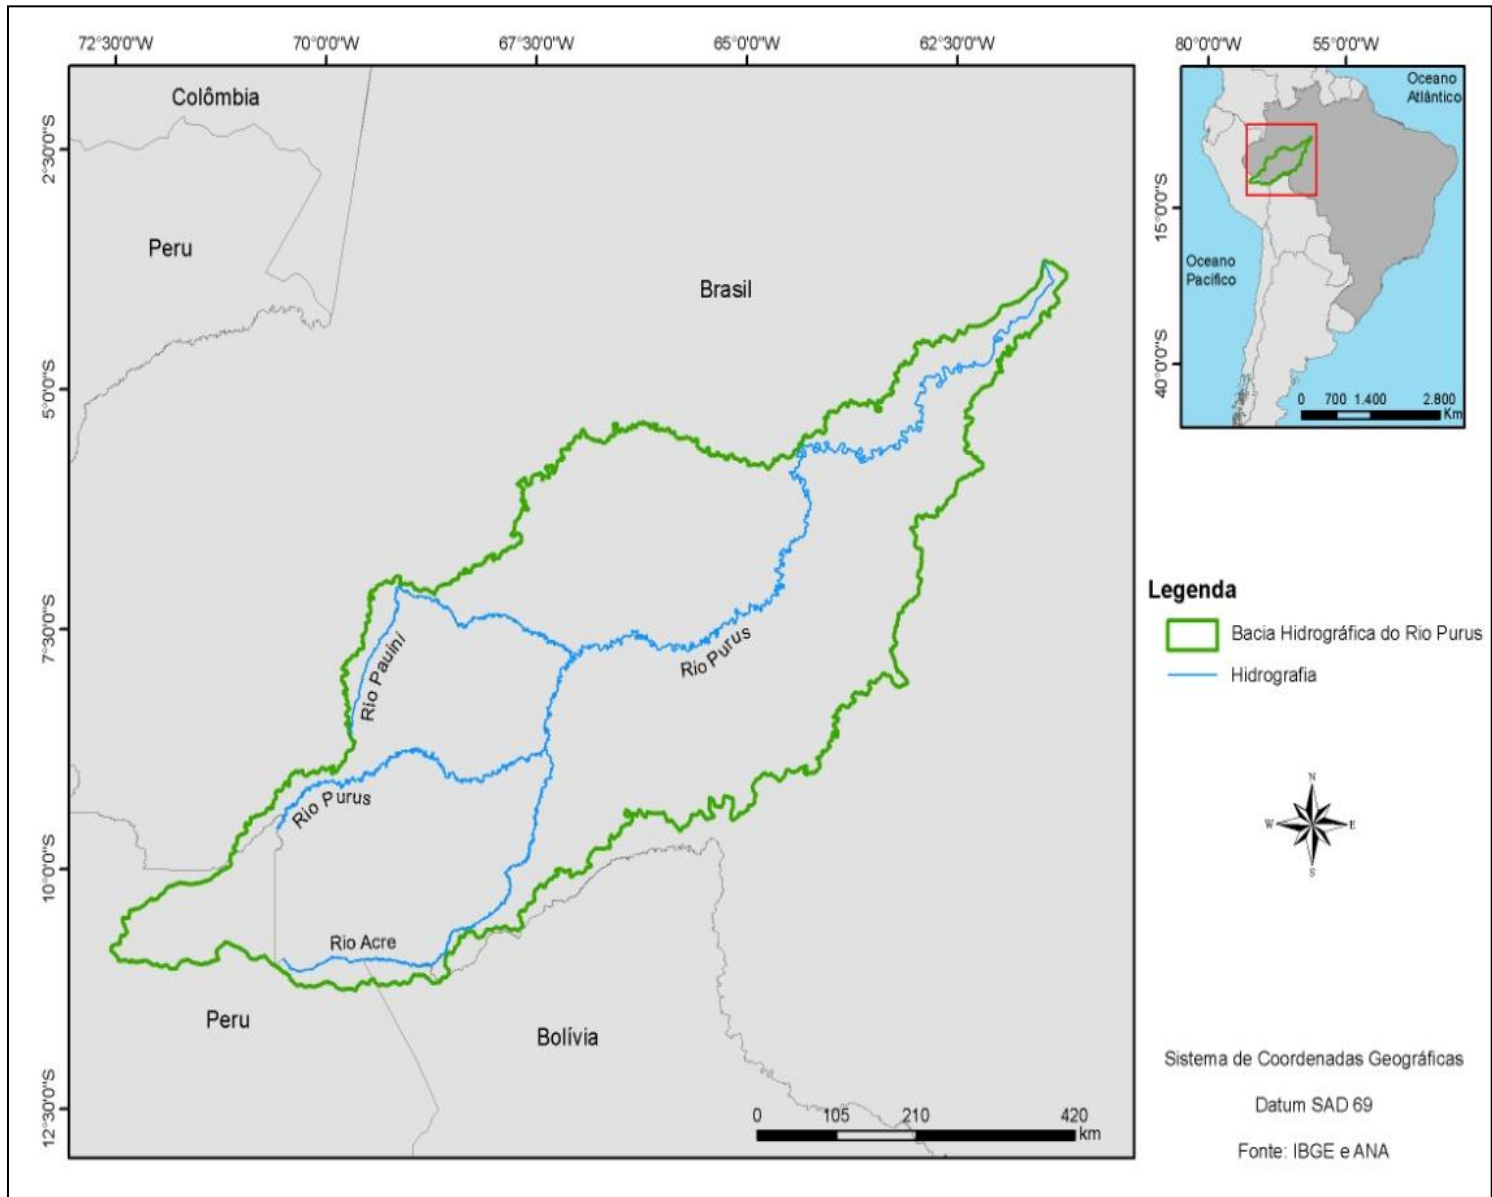 72°30'0"W
70°0'0"W
67°30'0"W
65°0'0"W
62°30'0"W
2°30'0"S
5°0'0"S
7°30'0"S
10°0'0"S
12°30'0"S
Colômbia
Peru
Brasil
Rio Pauini
Rio Purus
Rio Purus
Rio Acre
Peru
Bolívia
0 105 210 420
km
80°0'0"W
55°0'0"W
15°0'0"S
40°0'0"S
Oceano
Atlântico
Oceano
Pacífico
0 700 1.400 2.800
Km
Legenda
Bacia Hidrográfica do Rio Purus
Hidrografia
N
W E
S
Sistema de Coordenadas Geográficas
Datum SAD 69
Fonte: IBGE e ANA